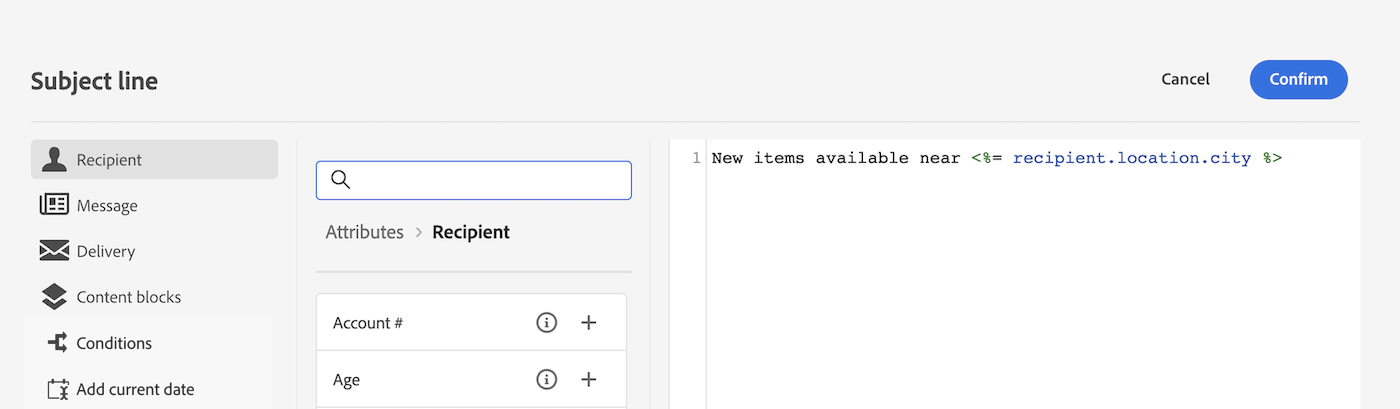 Subject line
Cancel
Confirm
Recipient
Message
Delivery
Content blocks
Conditions
Add current date
Attributes > Recipient
Account #
Age
1 New items available near <%= recipient.location.city %>